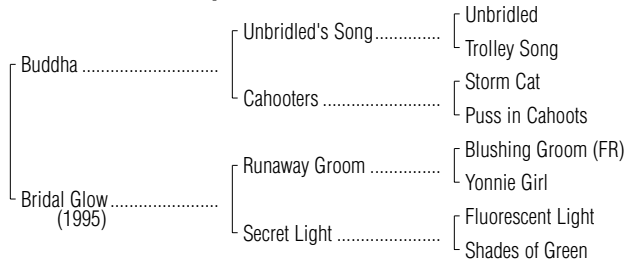 Unbridled
Unbridled's Song..............
Trolley Song
Buddha .............................
Storm Cat
Cahooters .........................
Puss in Cahoots
Blushing Groom (FR)
Runaway Groom ...............
Yonnie Girl
Bridal Glow.......................
(1995)
Fluorescent Light
Secret Light ......................
Shades of Green